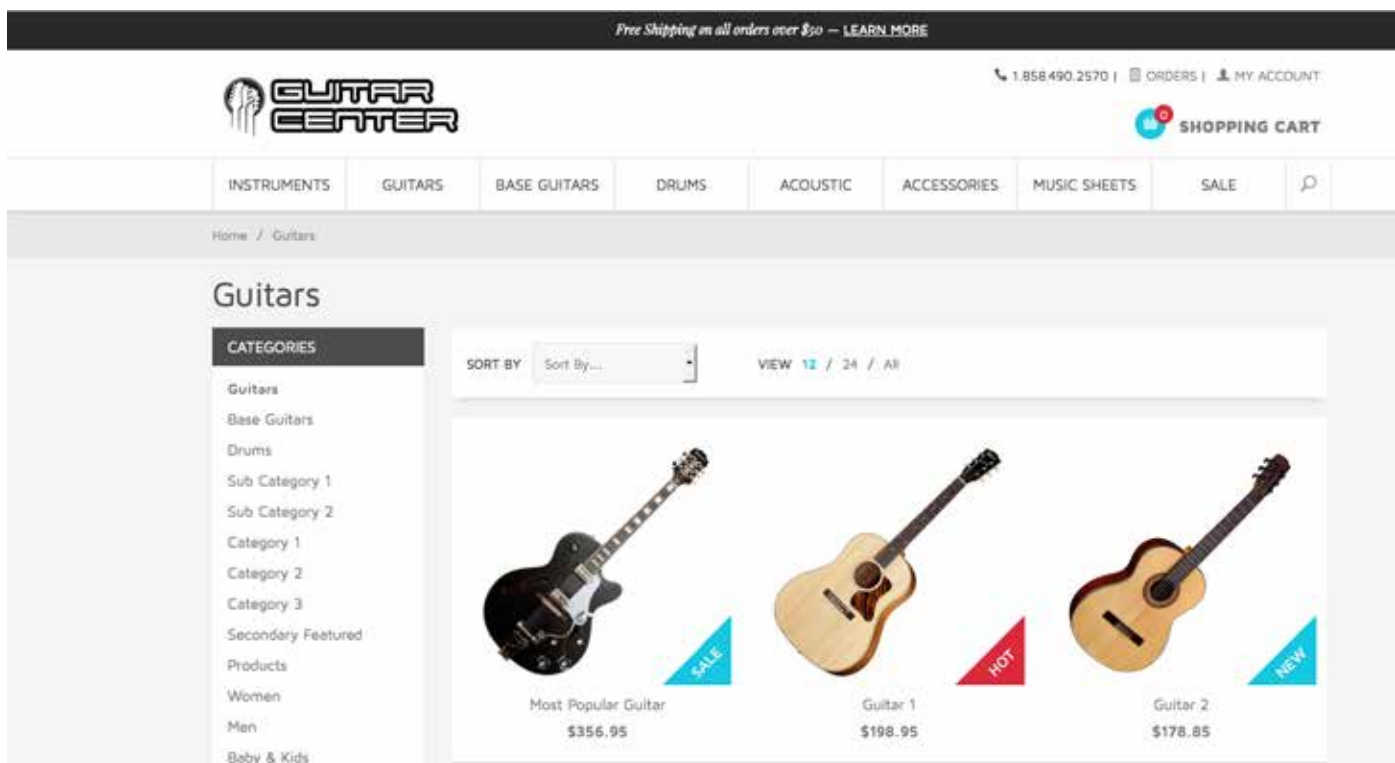 Free Shipping on all orders over $50 — LEARN MORE
GUITAR
CENTER
1.858.490.2570 | ORDERS | MY ACCOUNT
0
SHOPPING CART
INSTRUMENTS GUITARS BASE GUITARS DRUMS ACOUSTIC ACCESSORIES MUSIC SHEETS SALE
Home / Guitars
Guitars
CATEGORIES
Guitars
Base Guitars
Drums
Sub Category 1
Sub Category 2
Category 1
Category 2
Category 3
Secondary Featured
Products
Women
Men
Baby & Kids
SORT BY Sort By... VIEW 12 / 24 / All
SALE
HOT
NEW
Most Popular Guitar
$356.95
Guitar 1
$198.95
Guitar 2
$178.85